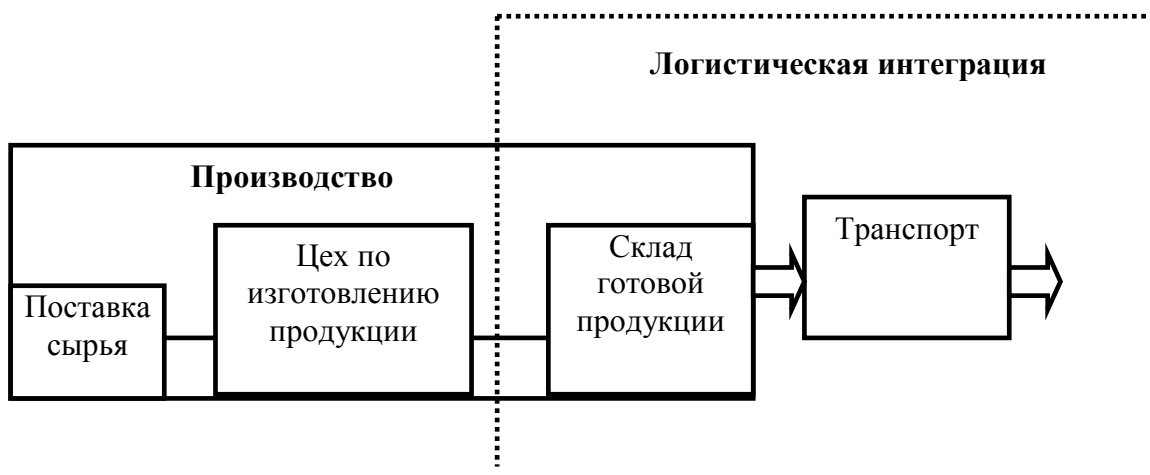 Логистическая интеграция
Производство
Поставка
сырья
Цех по
изготовлению
продукции
Склад
готовой
продукции
Транспорт